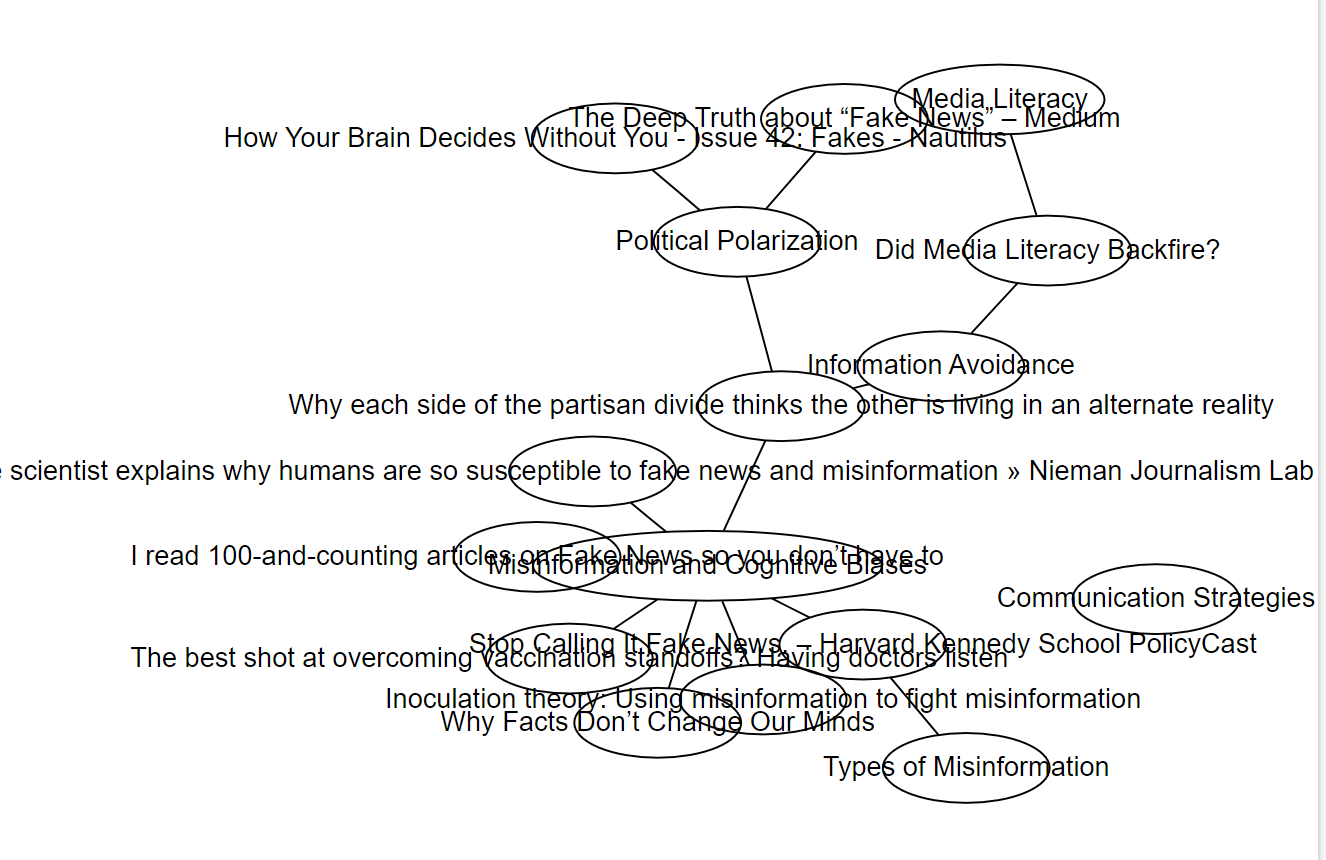 Media Literacy
The Deep Truth about “Fake News” – Medium
How Your Brain Decides Without You - Issue 42: Fakes - Nautilus
Political Polarization
Did Media Literacy Backfire?
Information Avoidance
Why each side of the partisan divide thinks the other is living in an alternate reality
scientist explains why humans are so susceptible to fake news and misinformation » Nieman Journalism Lab
I read 100-and-counting articles on Fake News so you don’t have to
Misinformation and Cognitive Biases
Communication Strategies
Stop Calling It Fake News. – Harvard Kennedy School PolicyCast
The best shot at overcoming vaccination standoffs? Having doctors listen
Inoculation theory: Using misinformation to fight misinformation
Why Facts Don’t Change Our Minds
Types of Misinformation